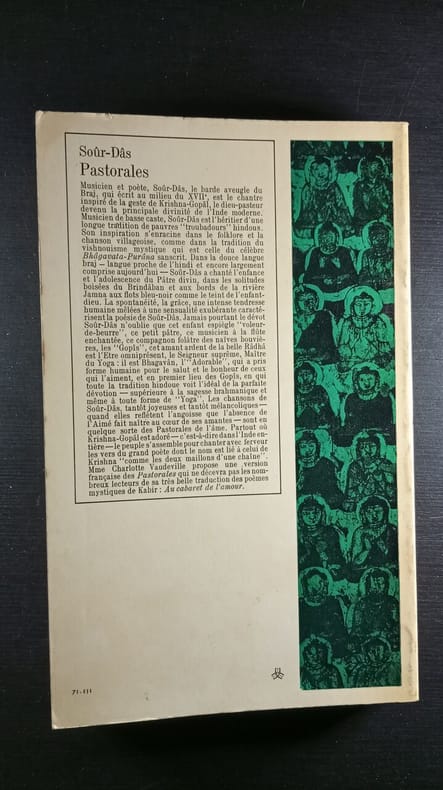 Soûr-Dâs
Pastorales
Musicien et poète, Soûr-Dâs, le barde aveugle du
Braj, qui écrit au milieu du XVIIᵉ, est le chantre
inspiré de la geste de Krishna-Gopâl, le dieu-pasteur
devenu la principale divinité de l'Inde moderne.
Musicien de basse caste, Soûr-Dâs est l'héritier d'une
longue tradition de pauvres "troubadours" hindous.
Son inspiration s'enracine dans le folklore et la
chanson villageoise, comme dans la tradition du
vishnouisme mystique qui est celle du célèbre
Bhâgavata-Purâna sanscrit. Dans la douce langue
braj – langue proche de l'hindi et encore largement
comprise aujourd'hui – Soûr-Dâs a chanté l'enfance
et l'adolescence du Pâtre divin, dans les solitudes
boisées du Brindâban et aux bords de la rivière
Jamna aux flots bleu-noir comme le teint de l'enfant-
dieu. La spontanéité, la grâce, une intense tendresse
humaine mêlées à une sensualité exubérante caracté-
risent la poésie de Soûr-Dâs. Jamais pourtant le dévot
Soûr-Dâs n'oublie que cet enfant espiègle "voleur-
de-beurre", ce petit pâtre, ce musicien à la flûte
enchantée, ce compagnon folâtre des naïves bouviè-
res, les "Gopîs", cet amant ardent de la belle Râdhâ
est l'Etre omniprésent, le Seigneur suprême, Maître
du Yoga : il est Bhagavân, l'"Adorable", qui a pris
forme humaine pour le salut et le bonheur de ceux
qui l'aiment, et en premier lieu des Gopîs, en qui
toute la tradition hindoue voit l'idéal de la parfaite
dévotion — supérieure à la sagesse brahmanique et
même à toute forme de "Yoga". Les chansons de
Soûr-Dâs, tantôt joyeuses et tantôt mélancoliques—
quand elles reflètent l'angoisse que l'absence de
l'Aimé fait naître au cœur de ses amantes — sont en
quelque sorte des Pastorales de l'âme. Partout où
Krishna-Gopâl est adoré – c'est-à-dire dans l'Inde en-
tière — le peuple s'assemble pour chanter avec ferveur
les vers du grand poète dont le nom est lié à celui de
Krishna "comme les deux maillons d'une chaîne".
Mme Charlotte Vaudeville propose une version
française des Pastorales qui ne décevra pas les nom-
breux lecteurs de sa très belle traduction des poèmes
mystiques de Kabir : Au cabaret de l'amour.